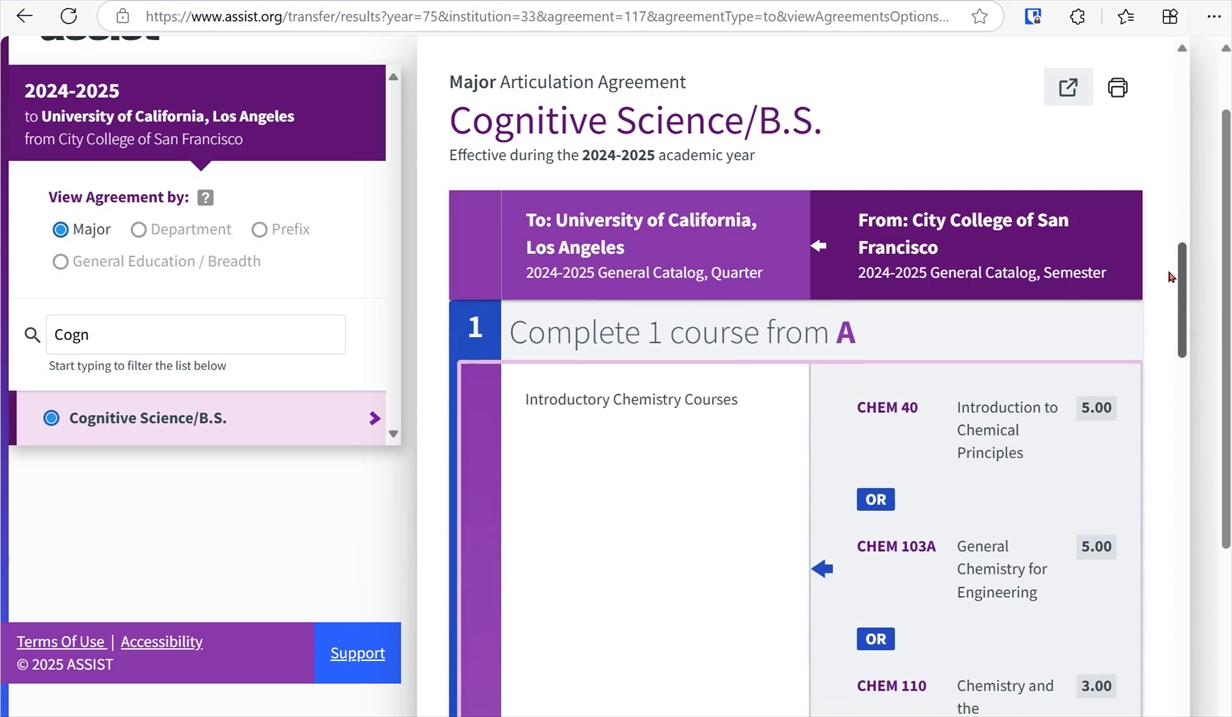 https://www.assist.org/transfer/results?year=75&institution=33&agreement=117&agreementType=to&viewAgreementsOptions...
2024-2025
to University of California, Los Angeles
from City College of San Francisco
View Agreement by: ?
Major Department Prefix
General Education / Breadth
Cogn
Start typing to filter the list below
Cognitive Science/B.S.
Terms Of Use | Accessibility
© 2025 ASSIST
Support
Major Articulation Agreement
Cognitive Science/B.S.
Effective during the 2024-2025 academic year
To: University of California,
Los Angeles
2024-2025 General Catalog, Quarter
From: City College of San
Francisco
2024-2025 General Catalog, Semester
1 Complete 1 course from A
Introductory Chemistry Courses
CHEM 40 Introduction to 5.00
Chemical
Principles
OR
CHEM 103A General 5.00
Chemistry for
Engineering
OR
CHEM 110 Chemistry and 3.00
the